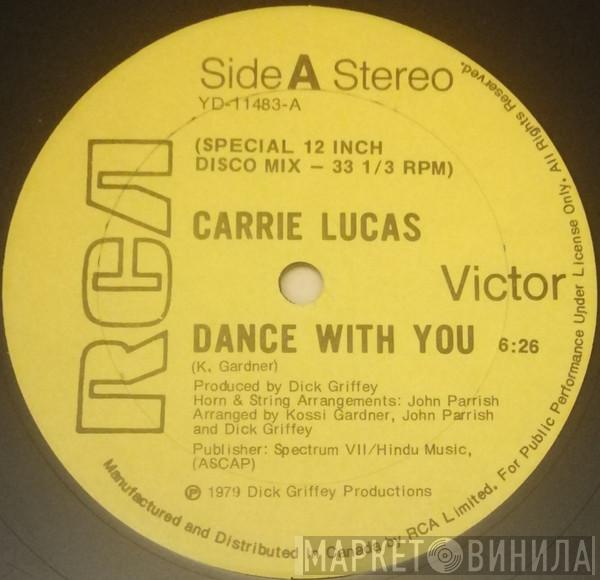 Side A Stereo
YD-11483-A
(SPECIAL 12 INCH
DISCO MIX – 33 1/3 RPM)
CARRIE LUCAS
RCA
Victor
DANCE WITH YOU 6:26
(K. Gardner)
Produced by Dick Griffey
Horn & String Arrangements: John Parrish
Arranged by Kossi Gardner, John Parrish
and Dick Griffey
Publisher: Spectrum VII/Hindu Music,
(ASCAP)
℗ 1979 Dick Griffey Productions
Manufactured and Distributed in Canada by RCA Limited. For Public Performance Under License Only. All Rights Reserved.
МАРКЕТ ВИНИЛА